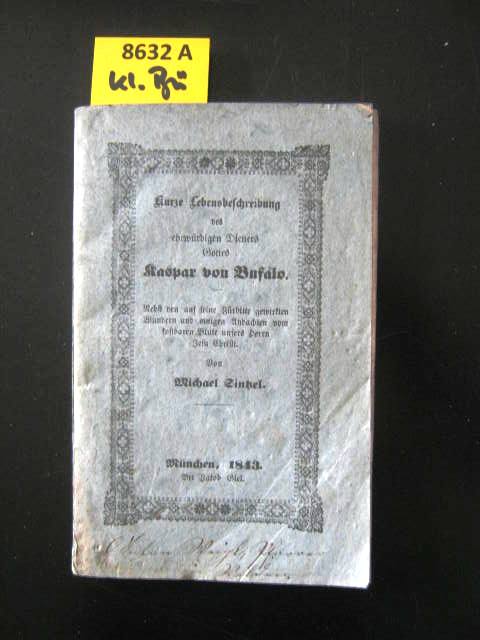 8632 A
kl.
Kurze Lebensbeschreibung
des
ehrwürdigen Dieners
Gottes
Kaspar von Bufalo.
Nebst den auf seine Fürbitte gewirkten
Wundern und einigen Andachten vom
kostbaren Blute unsers Herrn
Jesu Christi.
Von
Michael Sintzel.
München, 1843.
Bei Jakob Giel.